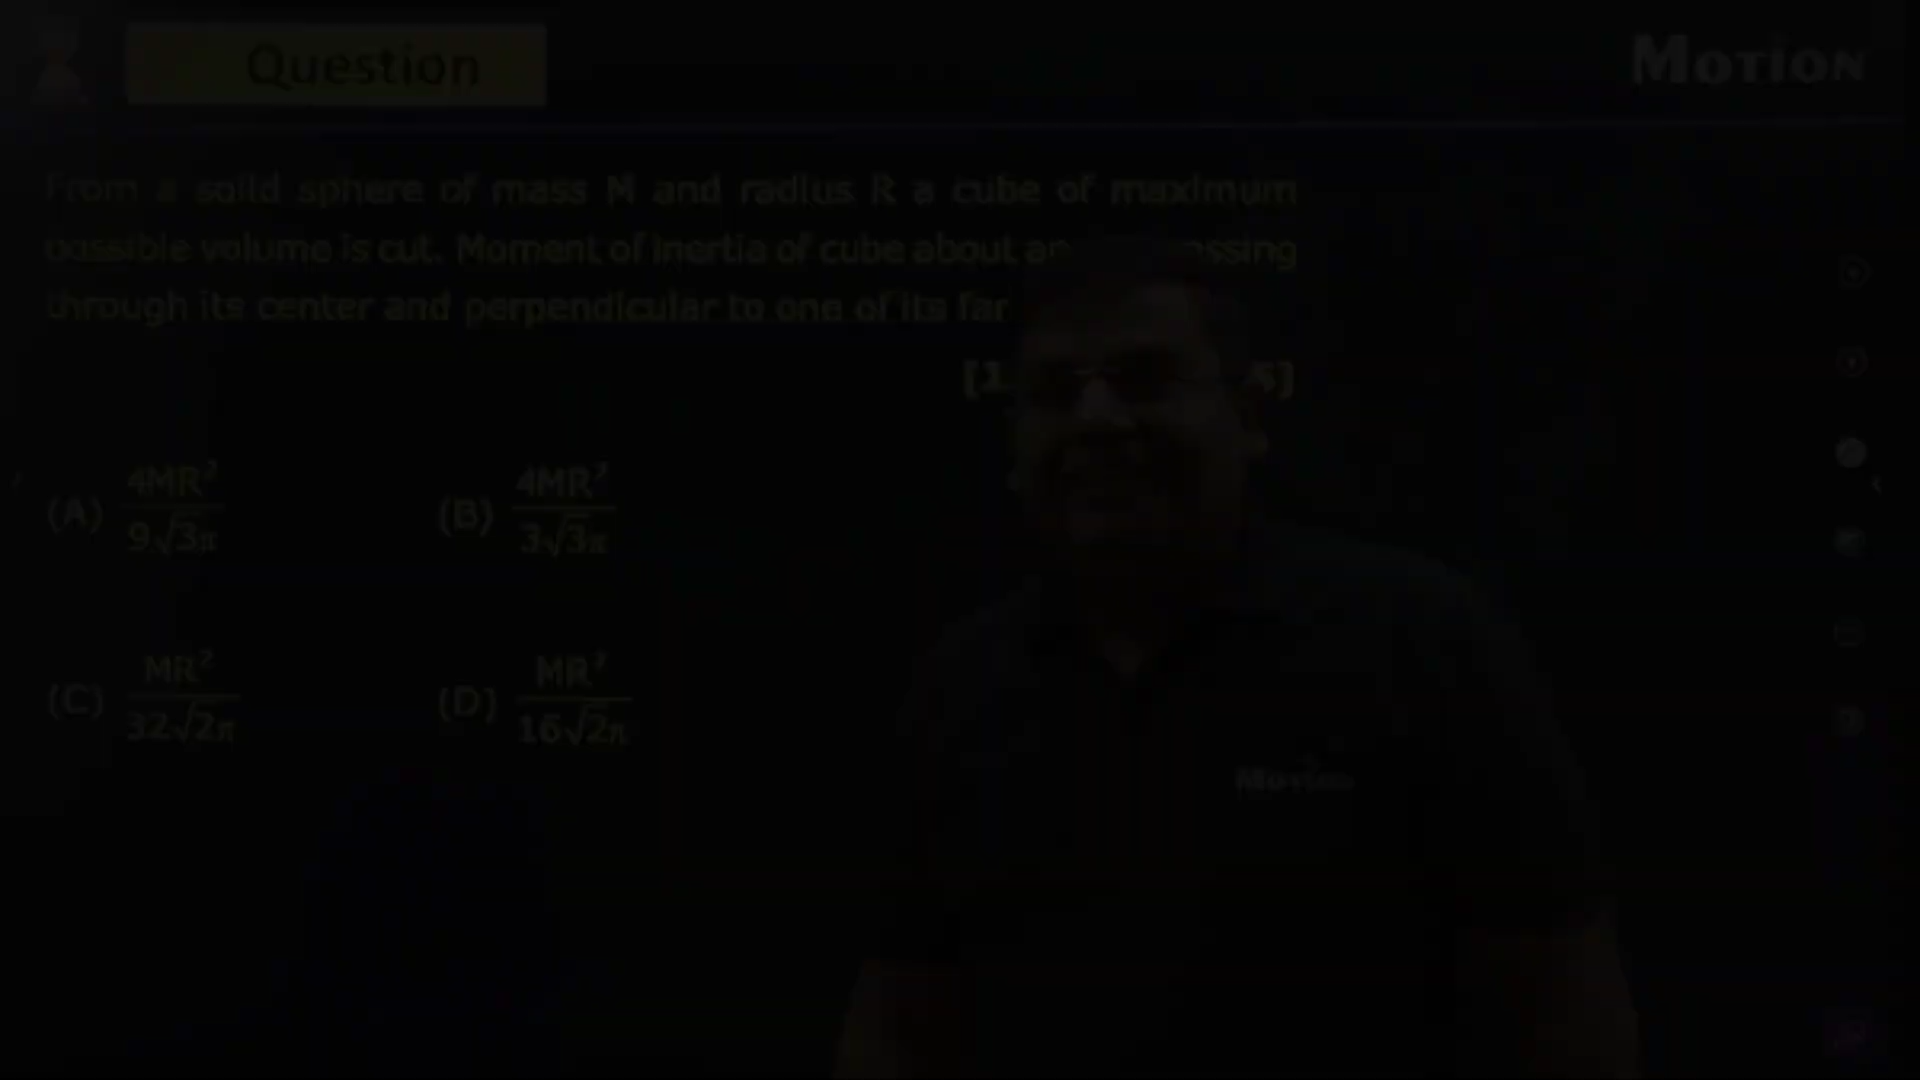 Question
MOTION
From a solid sphere of mass M and radius R a cube of maximum
possible volume is cut. Moment of inertia of cube about
through its center and perpendicular to one of its
(A) 4MR² / 9√3π
(B) 4MR² / 3√3π
(C) MR² / 32√2π
(D) MR² / 16√2π
MOTION